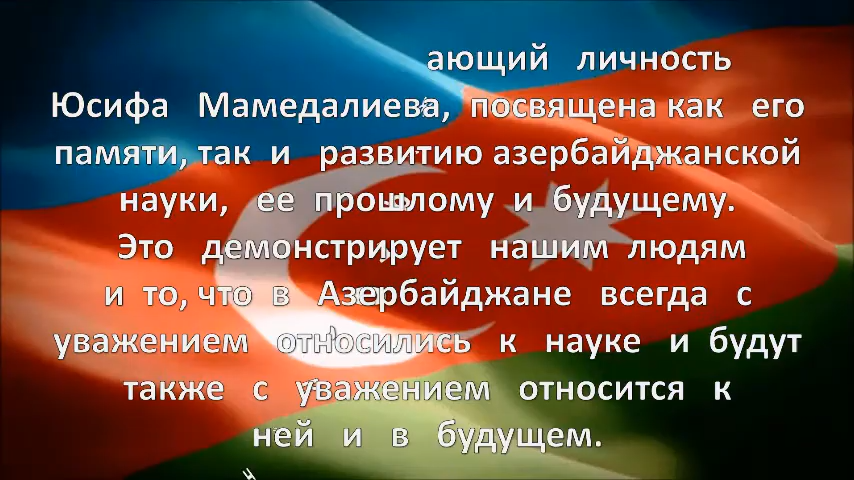 ающий личность
Юсифа Мамедалиева, посвящена как его
памяти, так и развитию азербайджанской
науки, ее прошлому и будущему.
Это демонстрирует нашим людям
и то, что в Азербайджане всегда с
уважением относились к науке и будут
также с уважением относится к
ней и в будущем.